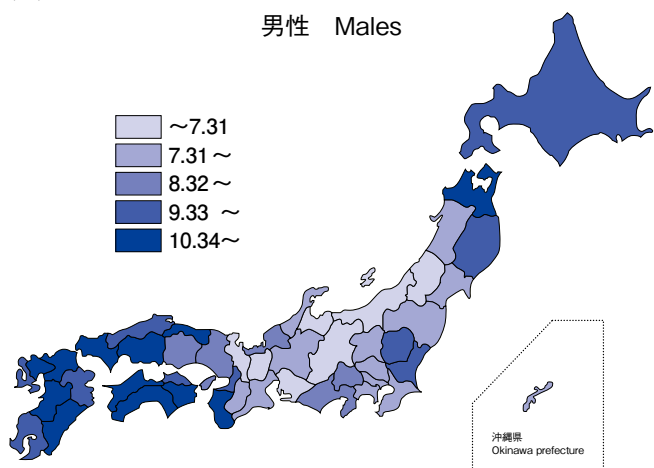 男性　Males
～7.31
7.31～
8.32～
9.33 ～
10.34～
沖縄県
Okinawa prefecture